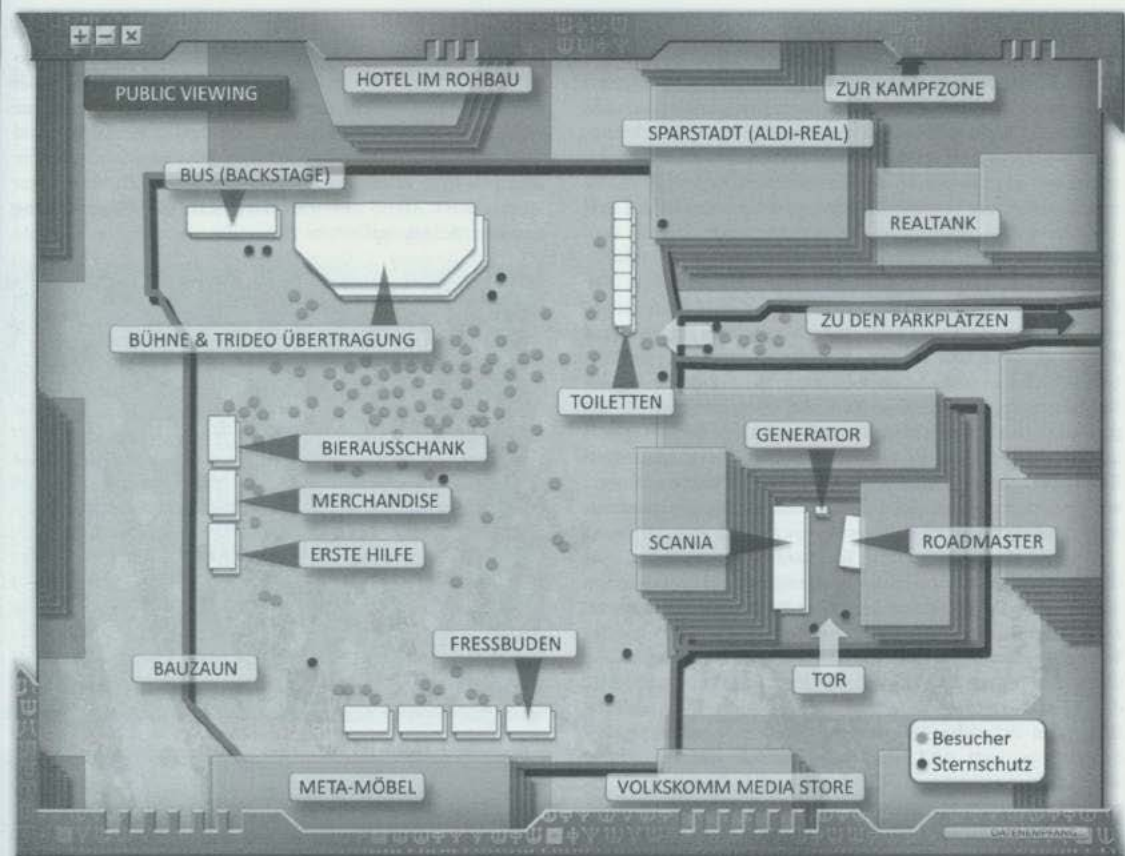 PUBLIC VIEWING
HOTEL IM ROHBAU
ZUR KAMPFZONE
SPARSTADT (ALDI-REAL)
BUS (BACKSTAGE)
REALTANK
ZU DEN PARKPLÄTZEN
BÜHNE & TRIDEO ÜBERTRAGUNG
TOILETTEN
GENERATOR
BIERAUSSCHANK
MERCHANDISE
SCANIA
ROADMASTER
ERSTE HILFE
FRESSBUDEN
BAUZAUN
TOR
Besucher
Sternschutz
META-MÖBEL
VOLKSKOMM MEDIA STORE
DATENEMPFANG...